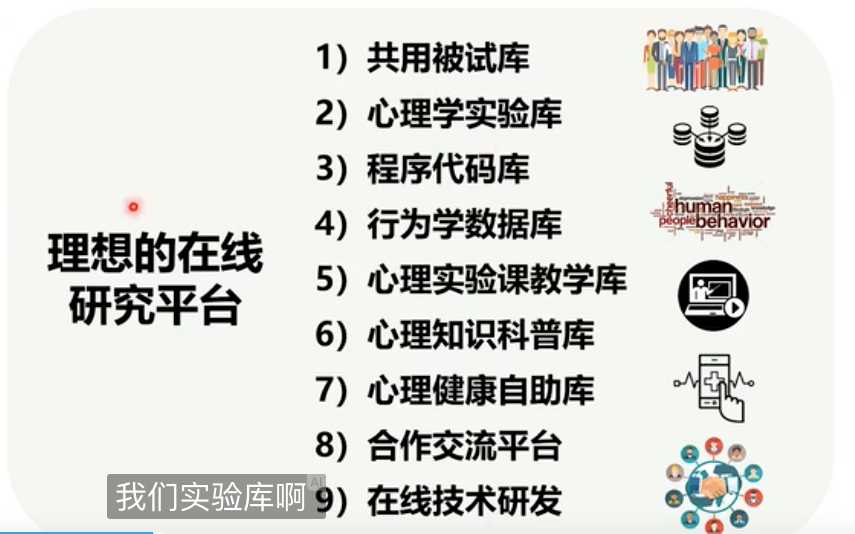 理想的在线
研究平台
1）共用被试库
2）心理学实验库
3）程序代码库
4）行为学数据库
5）心理实验课教学库
6）心理知识科普库
7）心理健康自助库
8）合作交流平台
9）在线技术研发
cheerful
happiness
human
people behavior
我们实验库啊 AI